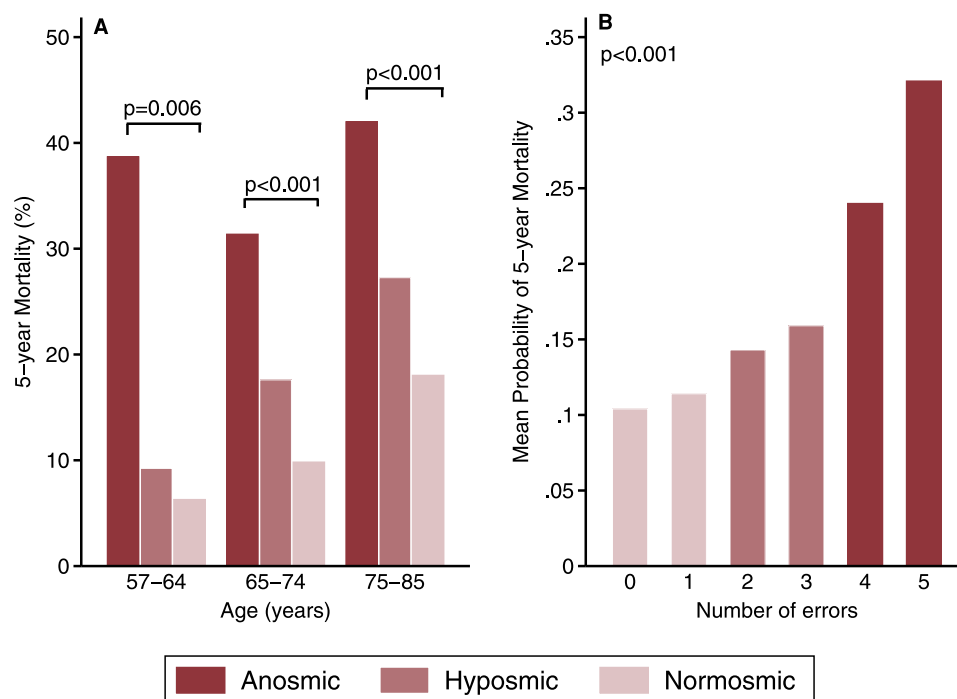 A
50
40
30
20
10
0
5−year Mortality (%)
p=0.006
p<0.001
p<0.001
57−64 65−74 75−85
Age (years)
B
.35
.3
.25
.2
.15
.1
.05
0
Mean Probability of 5−year Mortality
p<0.001
0 1 2 3 4 5
Number of errors
Anosmic Hyposmic Normosmic